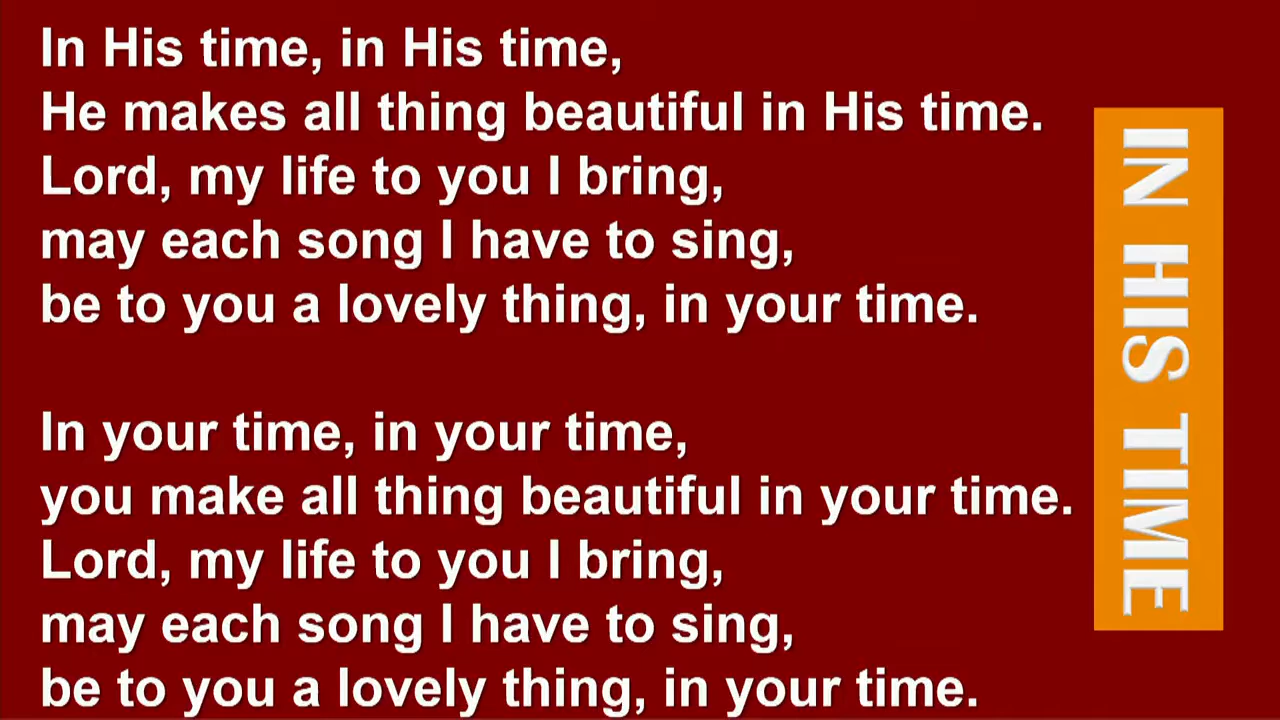 In His time, in His time,
He makes all thing beautiful in His time.
Lord, my life to you I bring,
may each song I have to sing,
be to you a lovely thing, in your time.
In your time, in your time,
you make all thing beautiful in your time.
Lord, my life to you I bring,
may each song I have to sing,
be to you a lovely thing, in your time.
IN HIS TIME